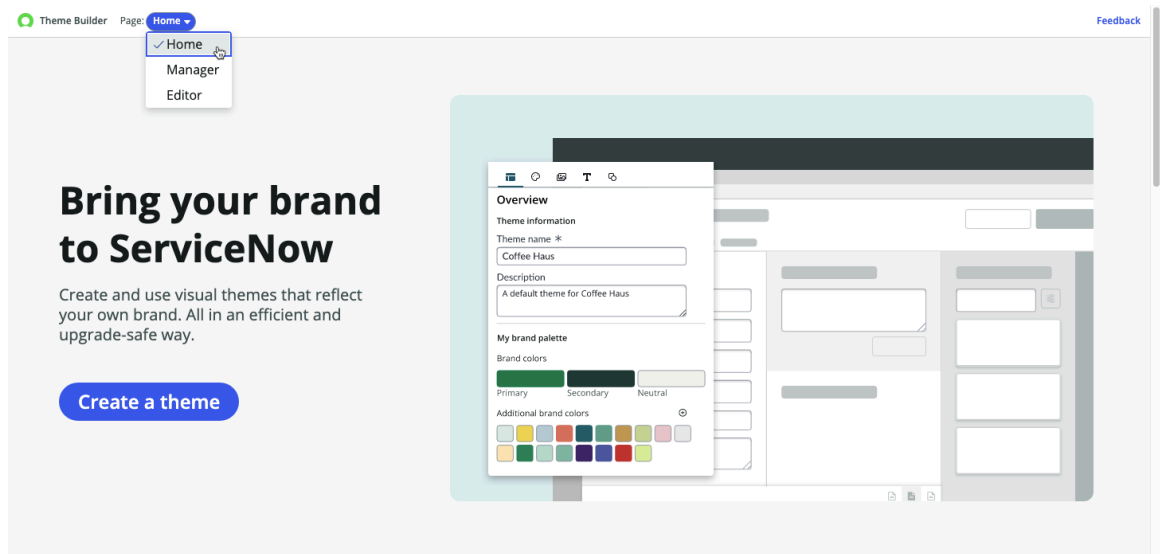 Theme Builder Page: Home Feedback
Home
Manager
Editor
Bring your brand
to ServiceNow
Create and use visual themes that reflect
your own brand. All in an efficient and
upgrade-safe way.
Create a theme
Overview
Theme information
Theme name *
Coffee Haus
Description
A default theme for Coffee Haus
My brand palette
Brand colors
Primary Secondary Neutral
Additional brand colors